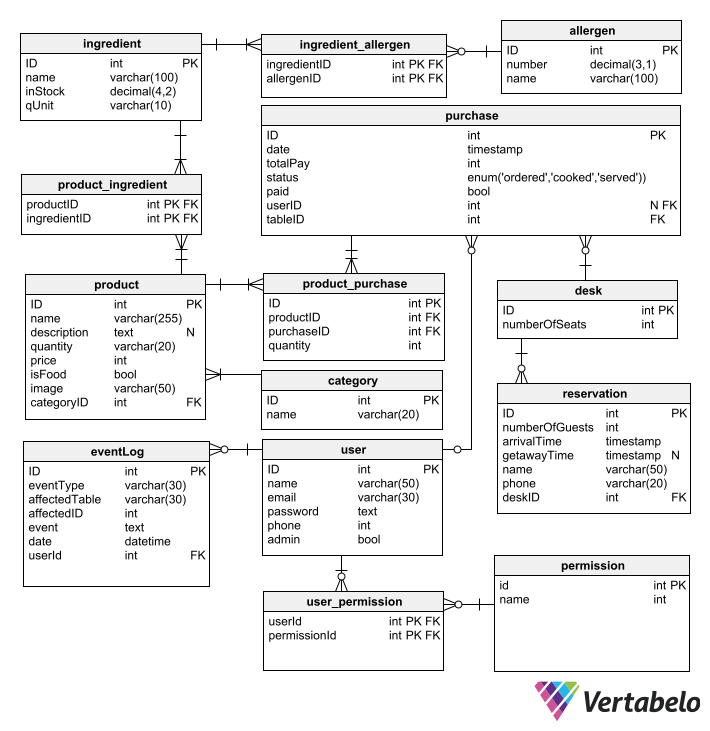 ingredient
ID int PK
name varchar(100)
inStock decimal(4,2)
qUnit varchar(10)
ingredient_allergen
ingredientID int PK FK
allergenID int PK FK
allergen
ID int PK
number decimal(3,1)
name varchar(100)
purchase
ID int PK
date timestamp
totalPay int
status enum('ordered','cooked','served'))
paid bool
userID int N FK
tableID int FK
product_ingredient
productID int PK FK
ingredientID int PK FK
product
ID int PK
name varchar(255)
description text N
quantity varchar(20)
price int
isFood bool
image varchar(50)
categoryID int FK
product_purchase
ID int PK
productID int FK
purchaseID int FK
quantity int
desk
ID int PK
numberOfSeats int
category
ID int PK
name varchar(20)
reservation
ID int PK
numberOfGuests int
arrivalTime timestamp
getawayTime timestamp N
name varchar(50)
phone varchar(20)
deskID int FK
eventLog
ID int PK
eventType varchar(30)
affectedTable varchar(30)
affectedID int
event text
date datetime
userId int FK
user
ID int PK
name varchar(50)
email varchar(30)
password text
phone int
admin bool
user_permission
userId int PK FK
permissionId int PK FK
permission
id int PK
name int
Vertabelo